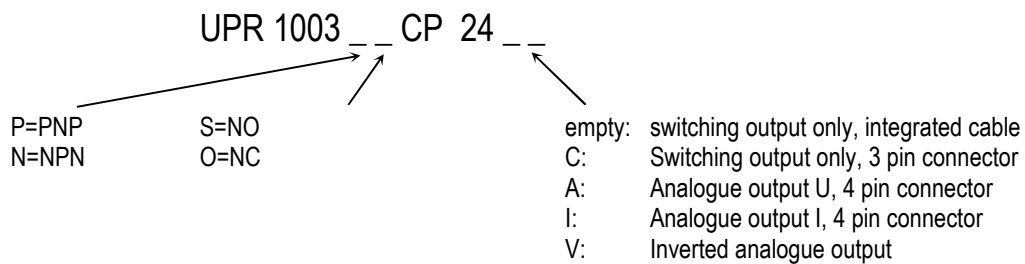 UPR 1003 _ _ CP 24 _ _
P=PNP S=NO empty: switching output only, integrated cable
N=NPN O=NC C: Switching output only, 3 pin connector
A: Analogue output U, 4 pin connector
I: Analogue output I, 4 pin connector
V: Inverted analogue output